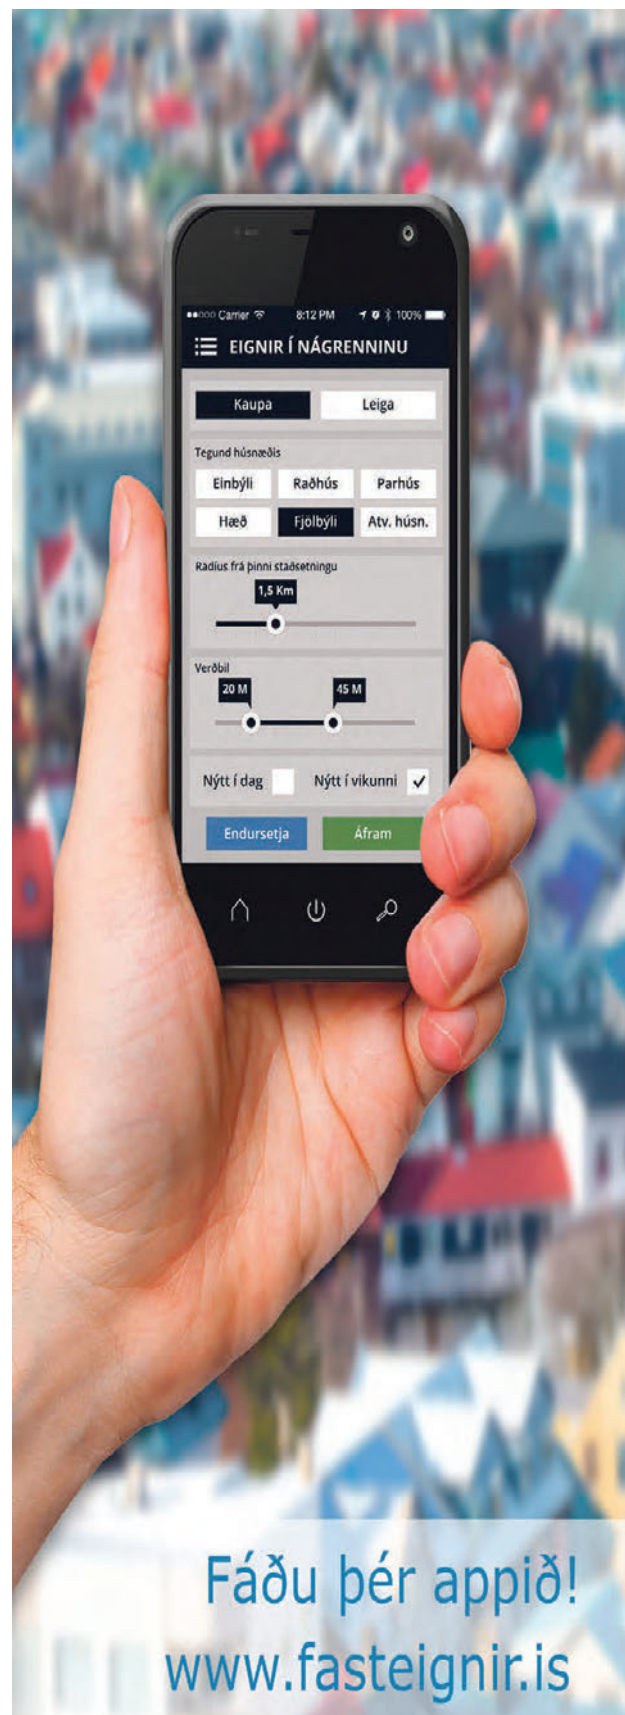 Carrier 8:12 PM 100%
EIGNIR Í NÁGRENNINU
Kaupa Leiga
Tegund húsnæðis
Einbýli Raðhús Parhús
Hæð Fjölbýli Atv. húsn.
Radíus frá þinni staðsetningu
1,5 Km
Verðbil
20 M 45 M
Nýtt í dag Nýtt í vikunni
Endursetja Áfram
Fáðu þér appið!
www.fasteignir.is